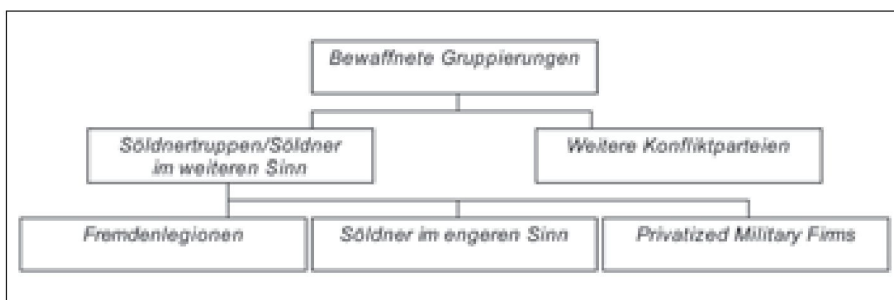 Bewaffnete Gruppierungen
Söldnertruppen/Söldner
im weiteren Sinn
Weitere Konfliktparteien
Fremdenlegionen
Söldner im engeren Sinn
Privatized Military Firms